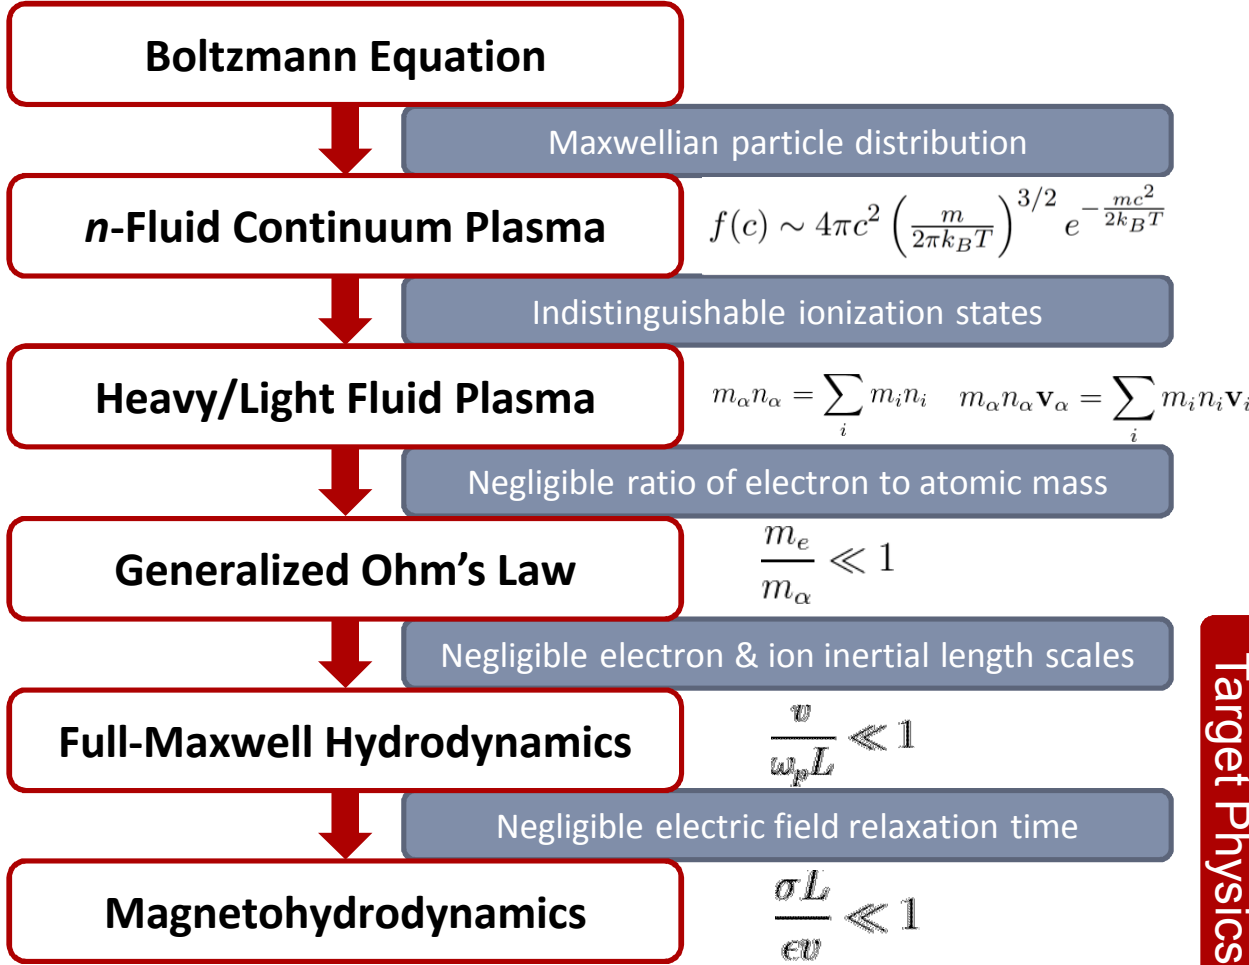 Boltzmann Equation
Maxwellian particle distribution
n-Fluid Continuum Plasma
f(c) ∼ 4πc² (m / 2πk_BT)^{3/2} e^{−mc² / 2k_BT}
Indistinguishable ionization states
Heavy/Light Fluid Plasma
m_α n_α = ∑_i m_i n_i    m_α n_α v_α = ∑_i m_i n_i v_i
Negligible ratio of electron to atomic mass
Generalized Ohm's Law
m_e / m_α ≪ 1
Negligible electron & ion inertial length scales
Full-Maxwell Hydrodynamics
v / ω_p L ≪ 1
Negligible electric field relaxation time
Magnetohydrodynamics
σL / ϵv ≪ 1
Target Physics